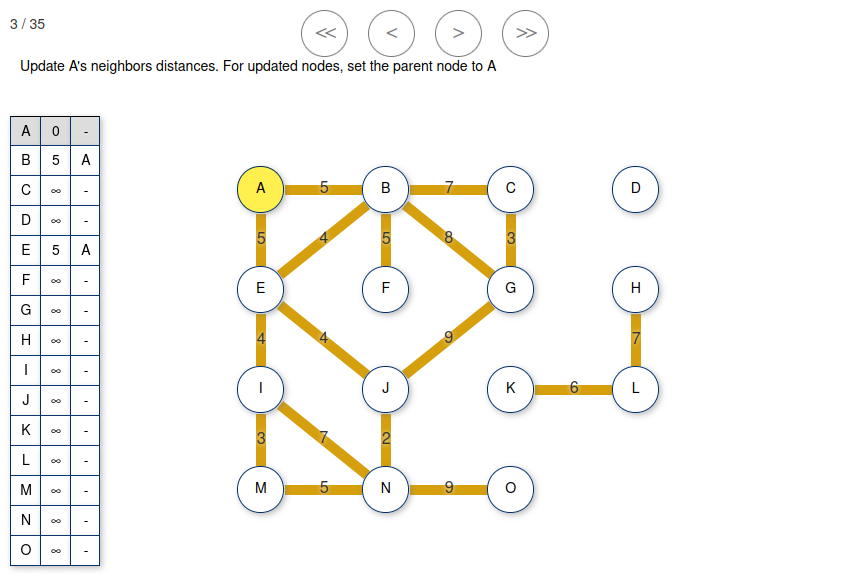 3 / 35
<< < > >>
Update A's neighbors distances. For updated nodes, set the parent node to A
A 0 -
B 5 A
C ∞ -
D ∞ -
E 5 A
F ∞ -
G ∞ -
H ∞ -
I ∞ -
J ∞ -
K ∞ -
L ∞ -
M ∞ -
N ∞ -
O ∞ -
A 5 B 7 C D
5 4 5 8 3
E F G H
4 4 9 7
I J K 6 L
3 7 2
M 5 N 9 O